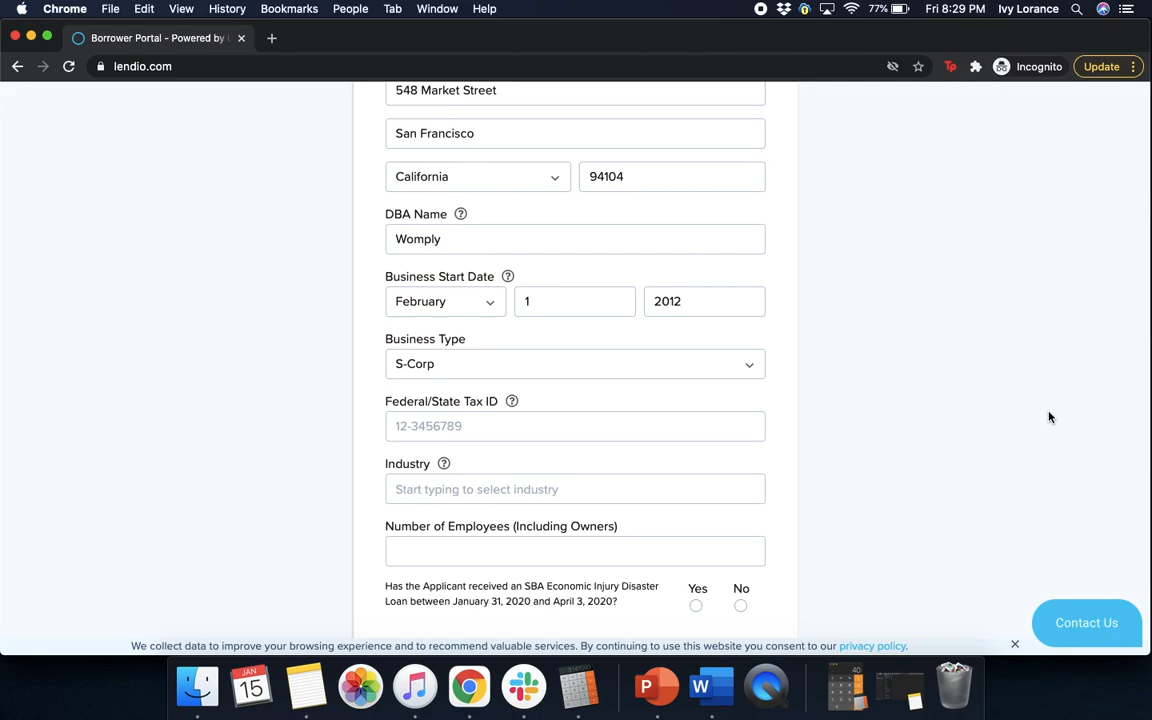 Chrome File Edit View History Bookmarks People Tab Window Help 77% Fri 8:29 PM Ivy Lorance
Borrower Portal - Powered by
lendio.com Incognito Update
548 Market Street
San Francisco
California 94104
DBA Name
Womply
Business Start Date
February 1 2012
Business Type
S-Corp
Federal/State Tax ID
12-3456789
Industry
Start typing to select industry
Number of Employees (Including Owners)
Has the Applicant received an SBA Economic Injury Disaster
Loan between January 31, 2020 and April 3, 2020?
Yes No
Contact Us
We collect data to improve your browsing experience and to recommend valuable services. By continuing to use this website you consent to our privacy policy.
JAN
15